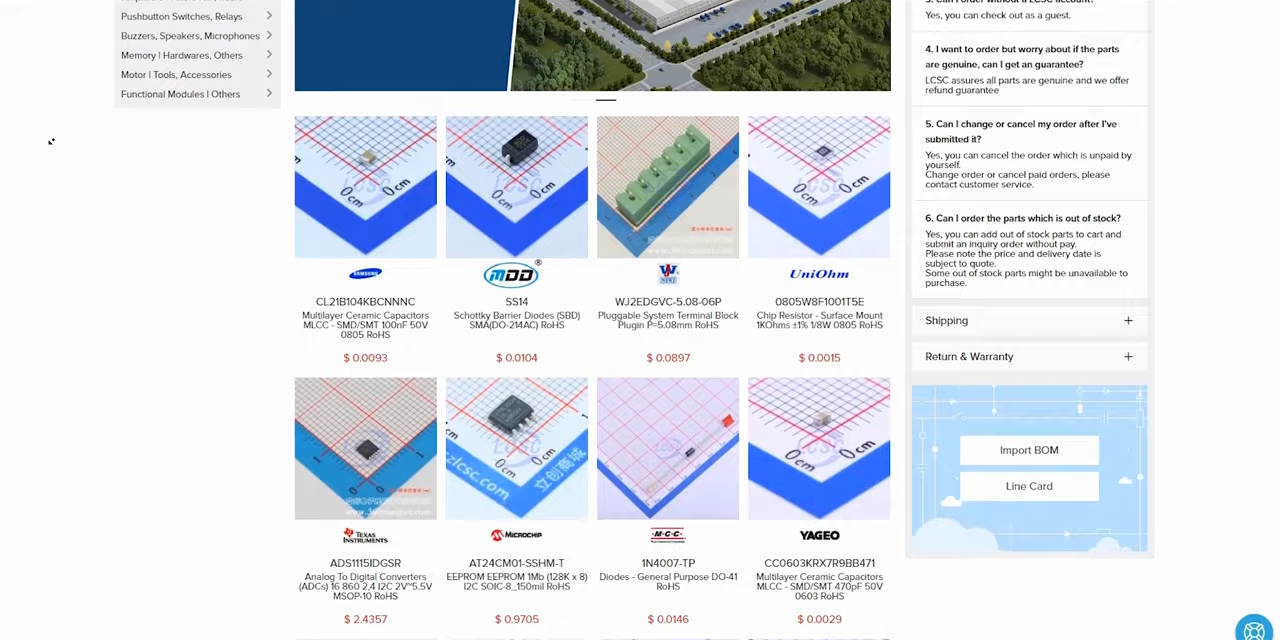 Pushbutton Switches, Relays
Buzzers, Speakers, Microphones
Memory | Hardwares, Others
Motor | Tools, Accessories
Functional Modules | Others
SAMSUNG
CL21B104KBCNNNC
Multilayer Ceramic Capacitors
MLCC - SMD/SMT 100nF 50V
0805 RoHS
$ 0.0093
MDD®
SS14
Schottky Barrier Diodes (SBD)
SMA(DO-214AC) RoHS
$ 0.0104
WJ2EDGVC-5.08-06P
Pluggable System Terminal Block
Plugin P=5.08mm RoHS
$ 0.0897
UniOhm
0805W8F1001T5E
Chip Resistor - Surface Mount
1KOhms ±1% 1/8W 0805 RoHS
$ 0.0015
TEXAS
INSTRUMENTS
ADS1115IDGSR
Analog To Digital Converters
(ADCs) 16 860 2,4 I2C 2V~5.5V
MSOP-10 RoHS
$ 2.4357
MICROCHIP
AT24CM01-SSHM-T
EEPROM EEPROM 1Mb (128K x 8)
I2C SOIC-8_150mil RoHS
$ 0.9705
M·C·C
1N4007-TP
Diodes - General Purpose DO-41
RoHS
$ 0.0146
YAGEO
CC0603KRX7R9BB471
Multilayer Ceramic Capacitors
MLCC - SMD/SMT 470pF 50V
0603 RoHS
$ 0.0029
Yes, you can check out as a guest.
4. I want to order but worry about if the parts
are genuine, can I get an guarantee?
LCSC assures all parts are genuine and we offer
refund guarantee
5. Can I change or cancel my order after I've
submitted it?
Yes, you can cancel the order which is unpaid by
yourself.
Change order or cancel paid orders, please
contact customer service.
6. Can I order the parts which is out of stock?
Yes, you can add out of stock parts to cart and
submit an inquiry order without pay.
Please note the price and delivery date is
subject to quote.
Some out of stock parts might be unavailable to
purchase.
Shipping +
Return & Warranty +
Import BOM
Line Card